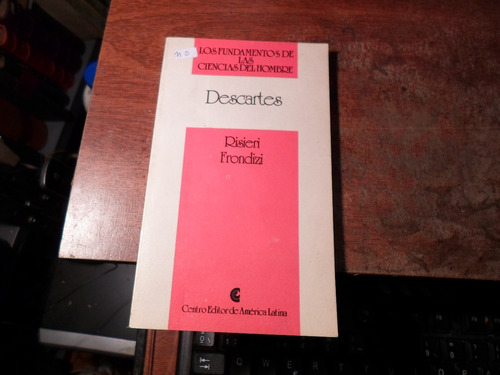 LOS FUNDAMENTOS DE
LAS
CIENCIAS DEL HOMBRE
Descartes
Risieri
Frondizi
Centro Editor de América Latina
Q W E R T